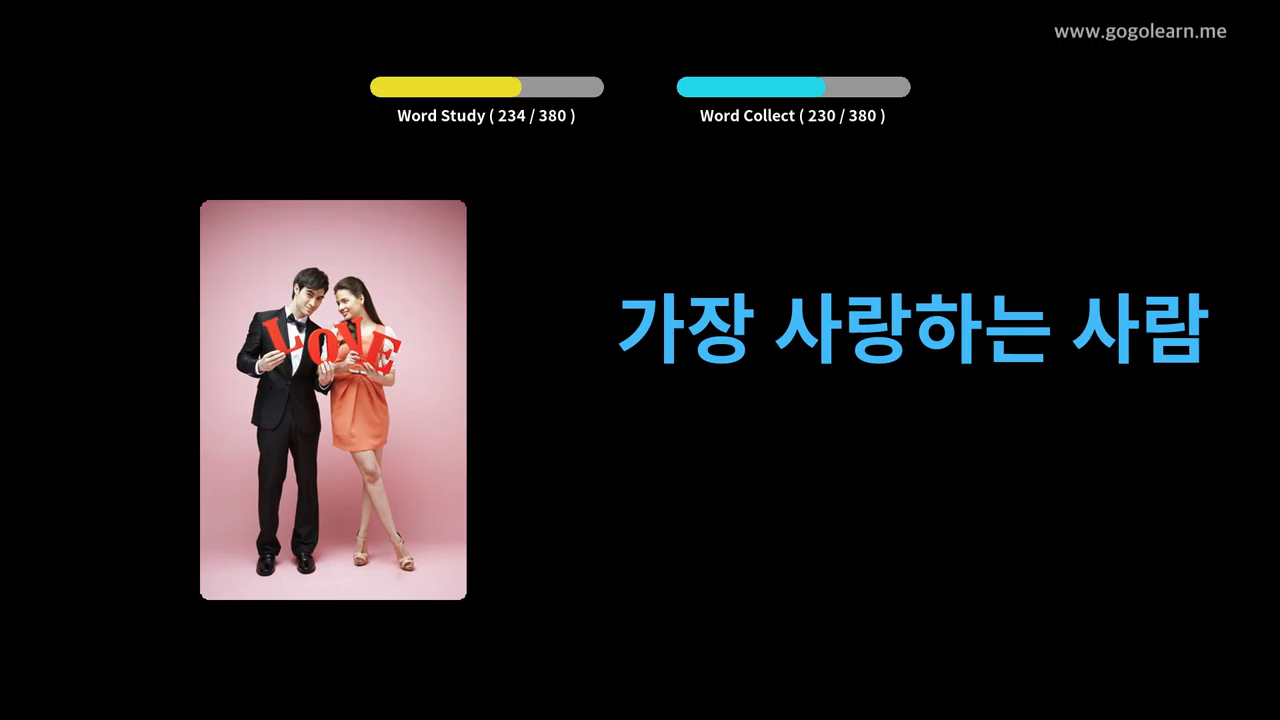 www.gogolearn.me
Word Study ( 234 / 380 )
Word Collect ( 230 / 380 )
LOVE
가장 사랑하는 사람